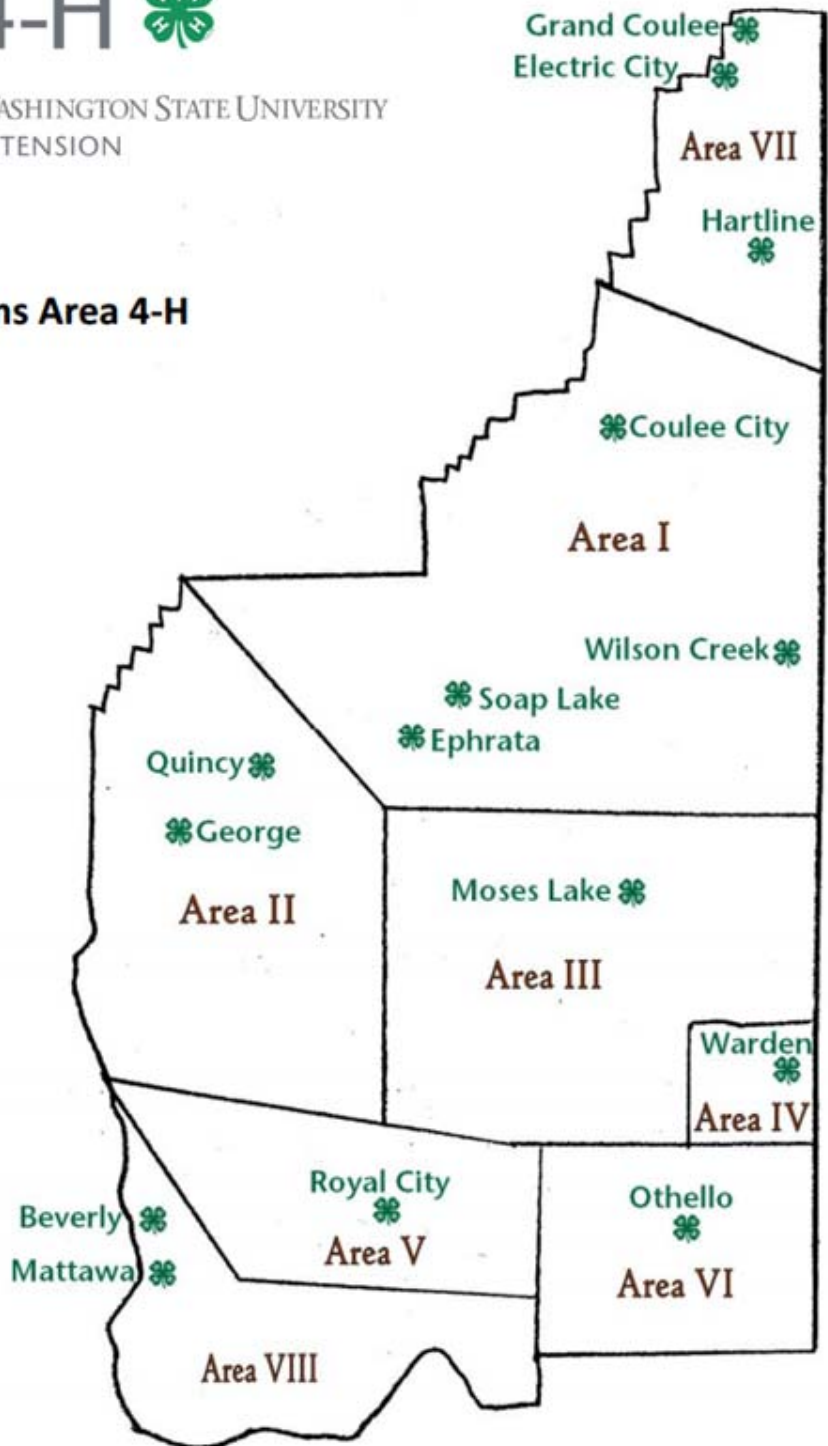 4-H
H H
Grand Coulee
Electric City
ASHINGTON STATE UNIVERSITY
TENSION
Area VII
Hartline
ns Area 4-H
Coulee City
Area I
Wilson Creek
Soap Lake
Ephrata
Quincy
George
Area II
Moses Lake
Area III
Warden
Area IV
Royal City
Area V
Othello
Area VI
Beverly
Mattawa
Area VIII